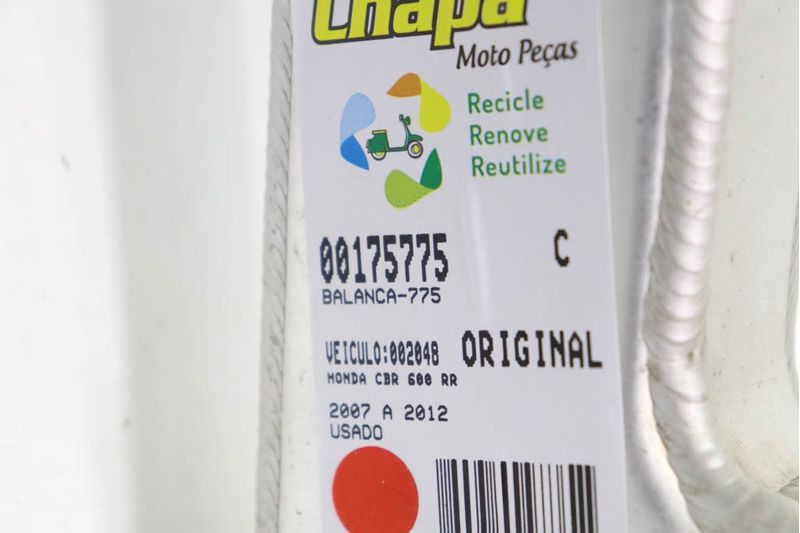 Chapa
Moto Peças
Recicle
Renove
Reutilize
00175775 C
BALANCA-775
VEICULO:002048 ORIGINAL
HONDA CBR 600 RR
2007 A 2012
USADO